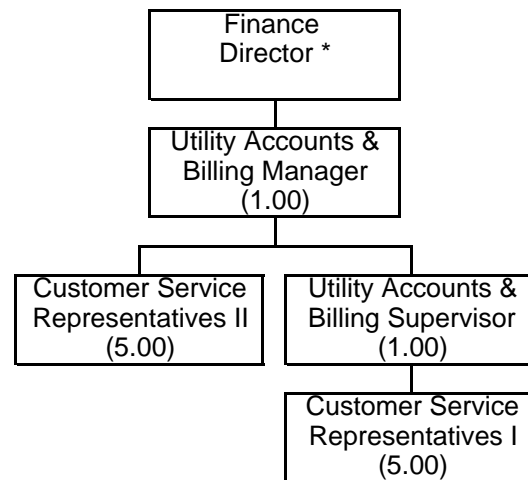 Finance
Director *
Utility Accounts &
Billing Manager
(1.00)
Customer Service
Representatives II
(5.00)
Utility Accounts &
Billing Supervisor
(1.00)
Customer Service
Representatives I
(5.00)